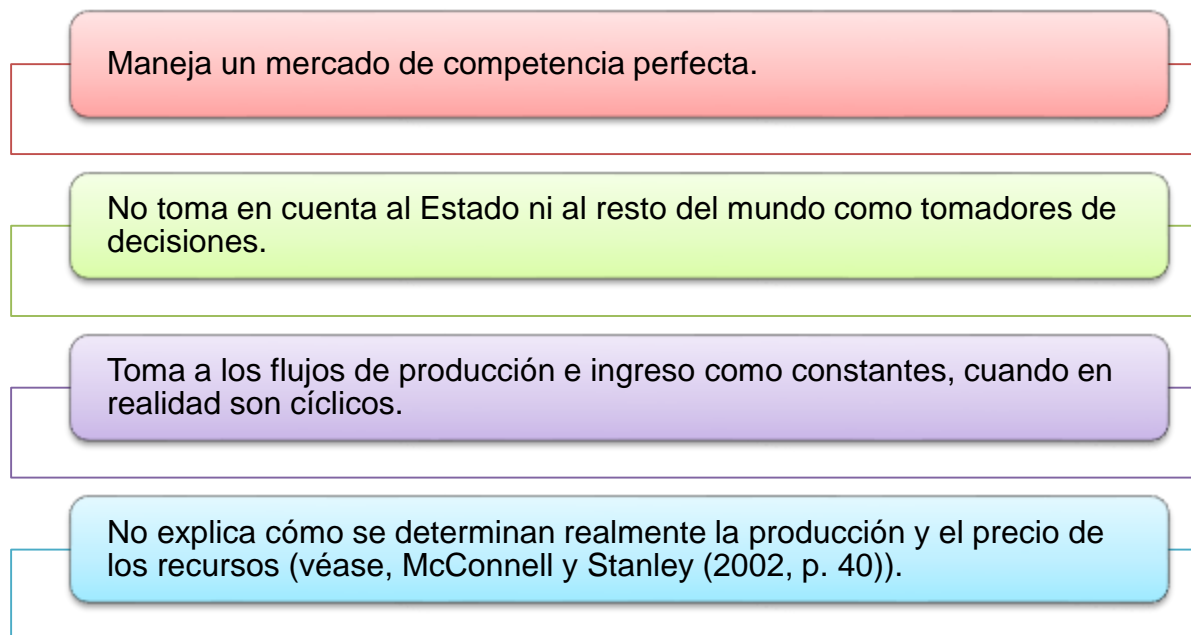 Maneja un mercado de competencia perfecta.
No toma en cuenta al Estado ni al resto del mundo como tomadores de
decisiones.
Toma a los flujos de producción e ingreso como constantes, cuando en
realidad son cíclicos.
No explica cómo se determinan realmente la producción y el precio de
los recursos (véase, McConnell y Stanley (2002, p. 40)).